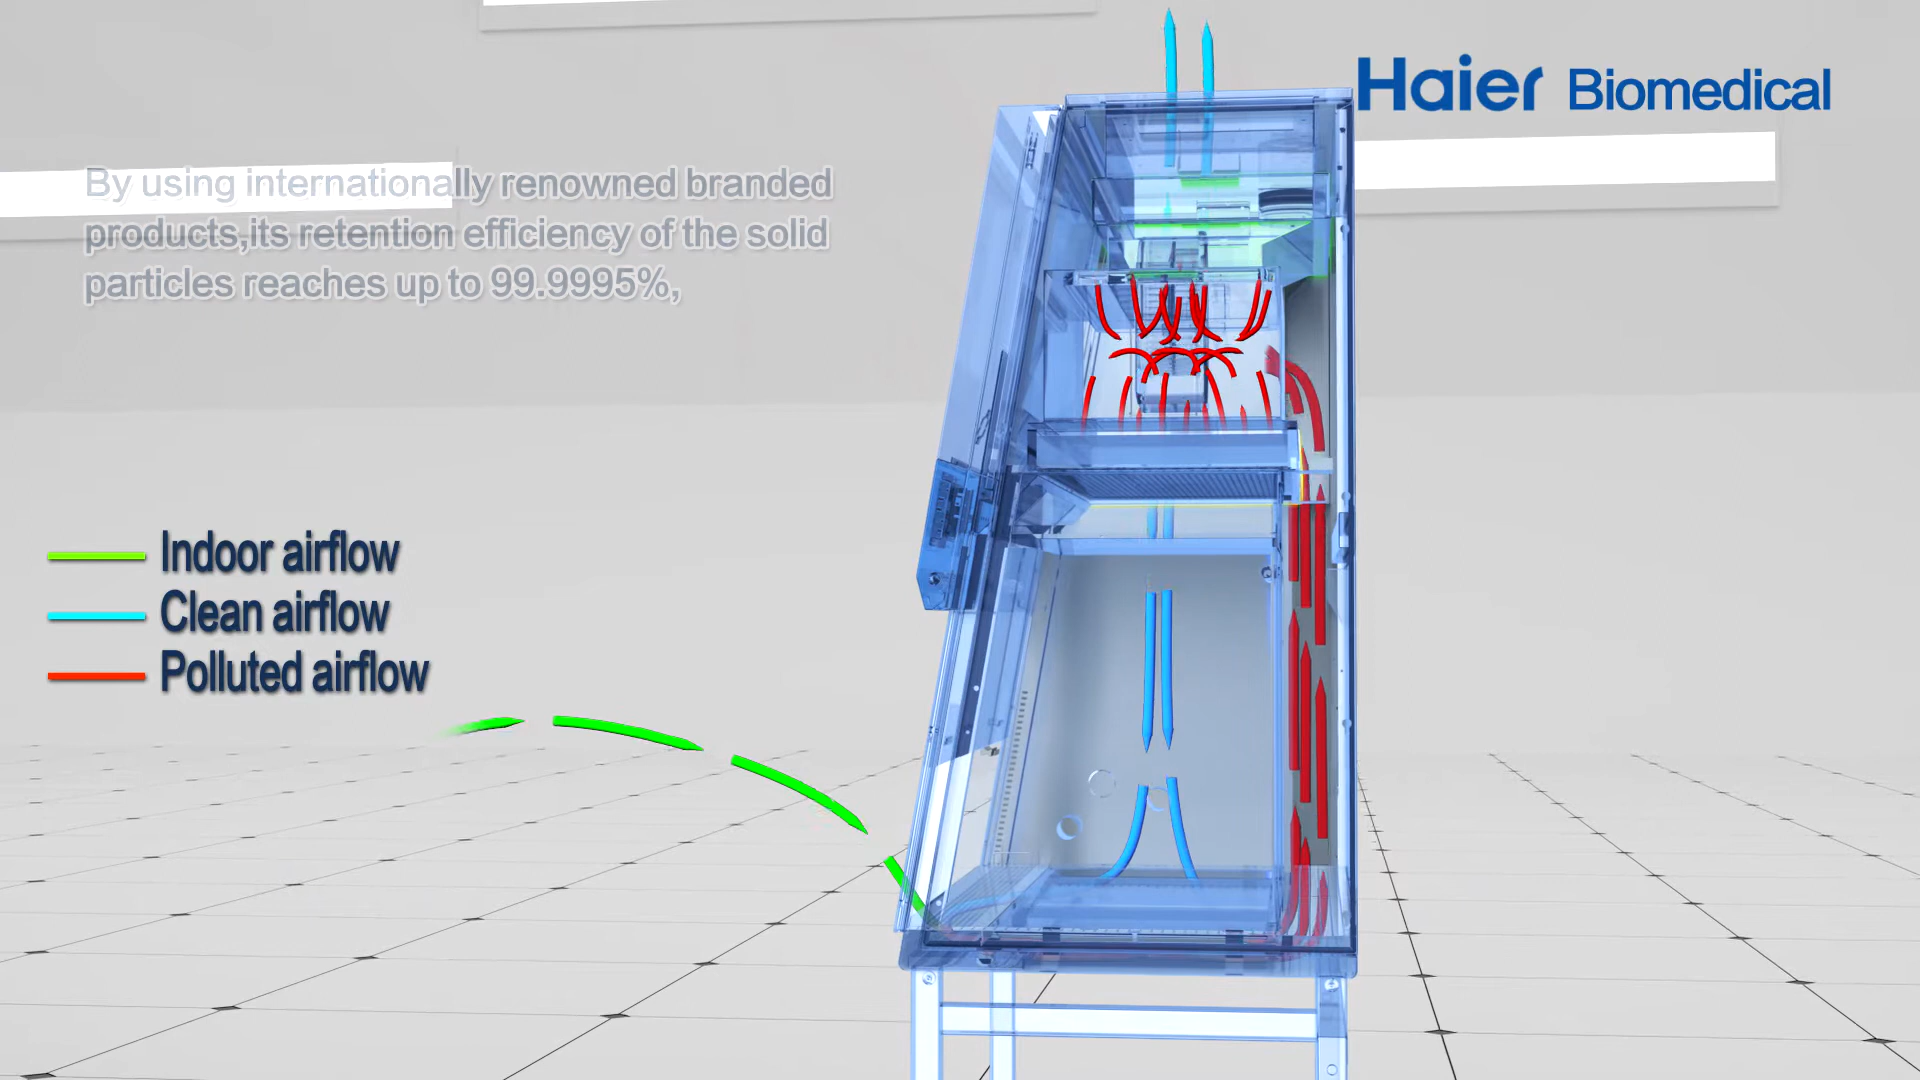 Haier Biomedical
By using internationally renowned branded
products,its retention efficiency of the solid
particles reaches up to 99.9995%,
Indoor airflow
Clean airflow
Polluted airflow